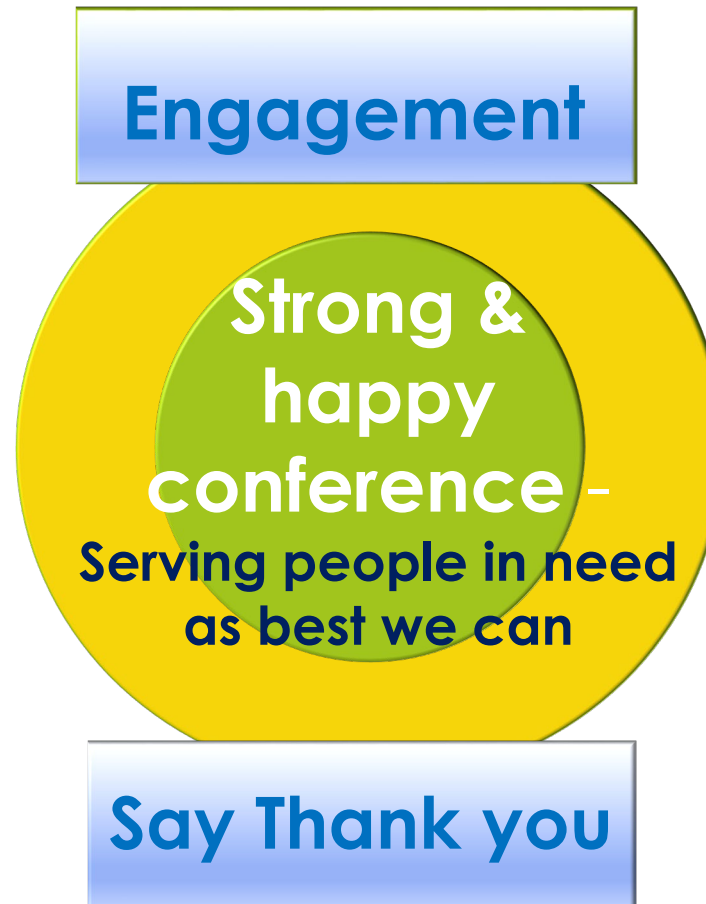 Engagement
Strong &
happy
conference -
Serving people in need
as best we can
Say Thank you